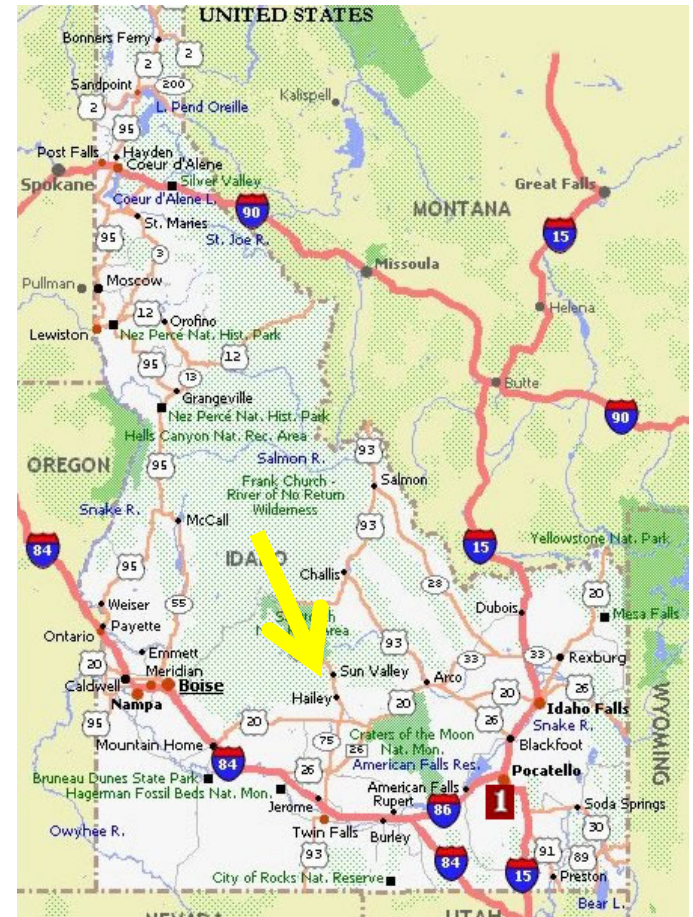 UNITED STATES
Bonners Ferry
2
2
Sandpoint
200
Kalispell
2
L. Pend Oreille
95
Post Falls
Hayden
Coeur d'Alene
Spokane
Silver Valley
Coeur d'Alene L.
90
Great Falls
MONTANA
St. Maries
15
95
St. Joe R.
3
Missoula
Pullman
Moscow
Helena
12
Orofino
Lewiston
Nez Percé Nat. Hist. Park
95
12
13
Butte
Grangeville
90
Nez Percé Nat. Hist. Park
Hells Canyon Nat. Rec. Area
93
OREGON
95
Salmon R.
Frank Church -
River of No Return
Wilderness
Salmon
Snake R.
McCall
93
84
15
Yellowstone Nat. Park
95
Challis
28
20
Weiser
55
Dubois
Mesa Falls
Payette
Ontario
93
Emmett
33
33
Rexburg
20
Meridian
Sun Valley
Caldwell
Boise
Arco
20
Nampa
Hailey
20
Idaho Falls
WYOMING
95
20
26
Snake R.
Craters of the Moon
Nat. Mon.
75
26
Blackfoot
Mountain Home
84
American Falls Res.
26
Pocatello
Bruneau Dunes State Park
American Falls
Hagerman Fossil Beds Nat. Mon.
Rupert
1
Jerome
86
Soda Springs
Owyhee R.
Twin Falls
Burley
30
93
84
91
89
15
Preston
City of Rocks Nat. Reserve
Bear L.